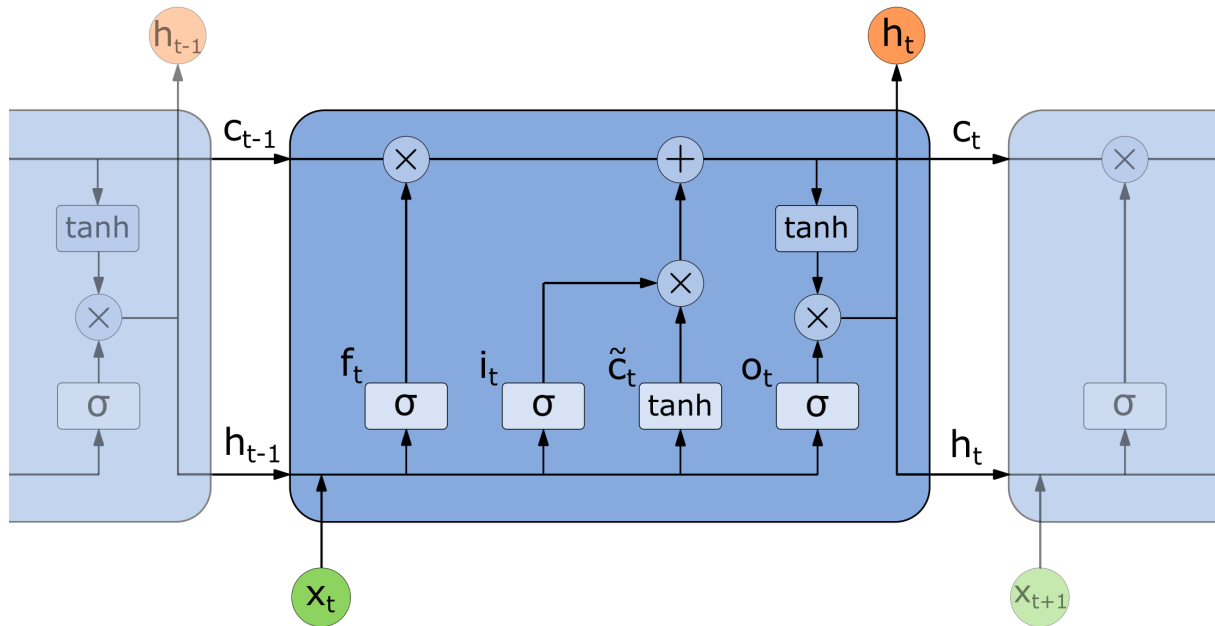 h_{t-1}
h_t
c_{t-1}
c_t
× + ×
tanh tanh
×
× ×
f_t i_t c̃_t o_t
σ σ σ tanh σ σ
h_{t-1}
h_t
x_t
x_{t+1}